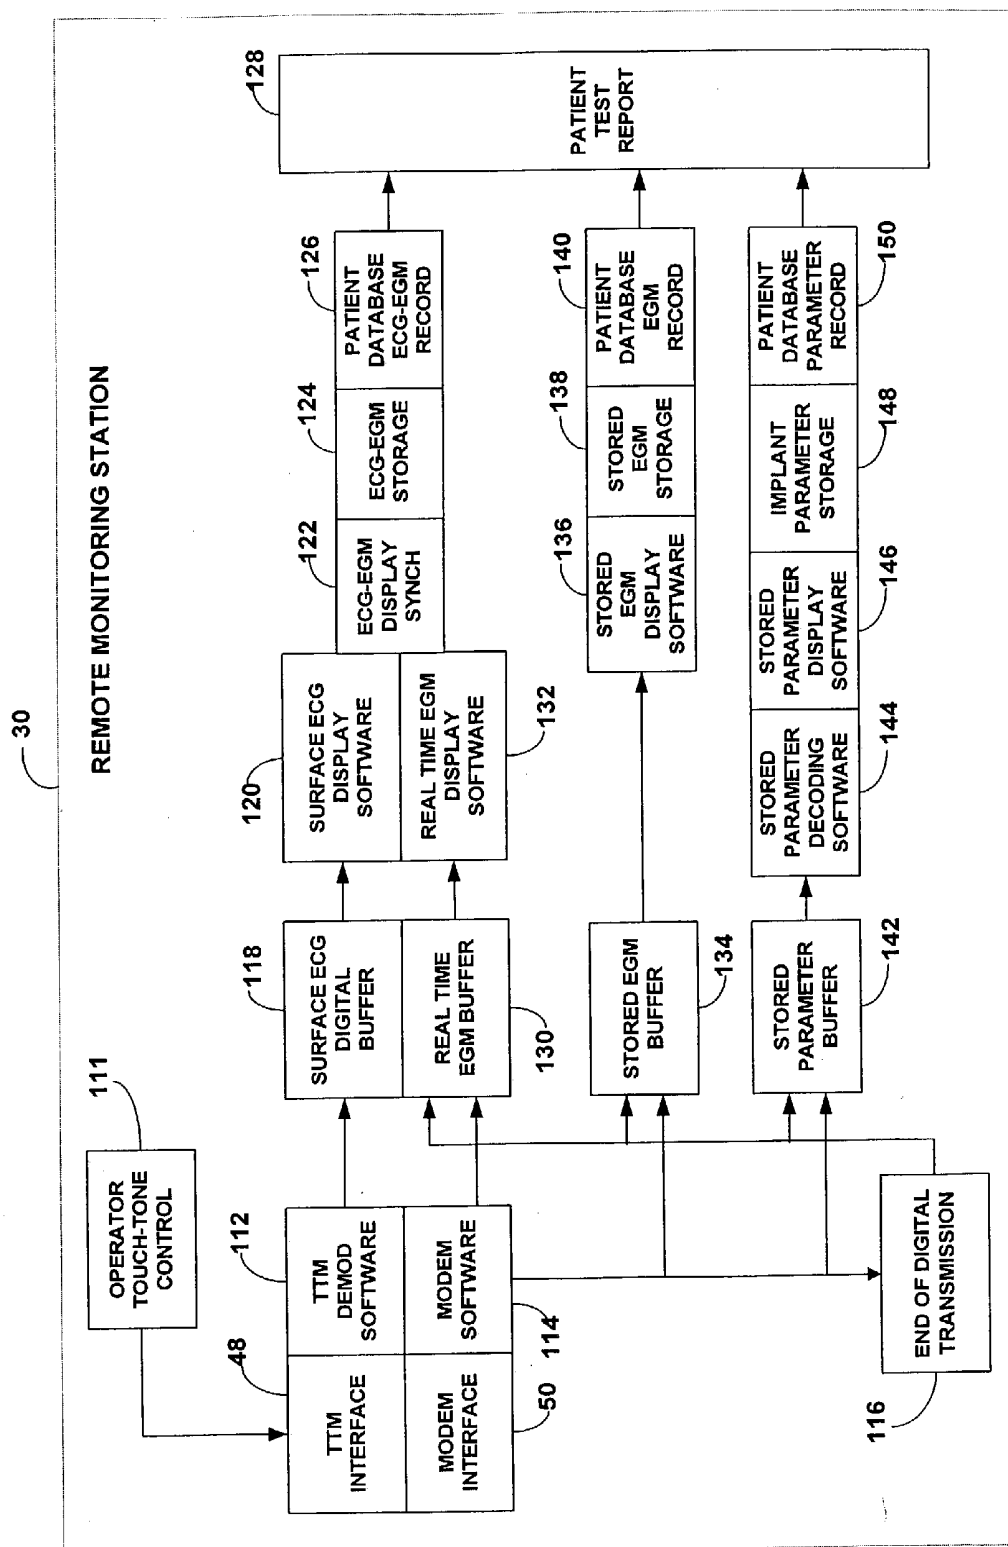 30
REMOTE MONITORING STATION
111
OPERATOR
TOUCH-TONE
CONTROL
48
TTM
INTERFACE
112
TTM
DEMOD
SOFTWARE
MODEM
INTERFACE
50
MODEM
SOFTWARE
114
END OF DIGITAL
TRANSMISSION
116
118
SURFACE ECG
DIGITAL
BUFFER
REAL TIME
EGM BUFFER
130
120
SURFACE ECG
DISPLAY
SOFTWARE
REAL TIME EGM
DISPLAY
SOFTWARE
132
122
ECG-EGM
DISPLAY
SYNCH
124
ECG-EGM
STORAGE
126
PATIENT
DATABASE
ECG-EGM
RECORD
128
PATIENT
TEST
REPORT
STORED EGM
BUFFER
134
136
STORED
EGM
DISPLAY
SOFTWARE
138
STORED
EGM
STORAGE
140
PATIENT
DATABASE
EGM
RECORD
STORED
PARAMETER
BUFFER
142
STORED
PARAMETER
DECODING
SOFTWARE
144
STORED
PARAMETER
DISPLAY
SOFTWARE
146
IMPLANT
PARAMETER
STORAGE
148
PATIENT
DATABASE
PARAMETER
RECORD
150